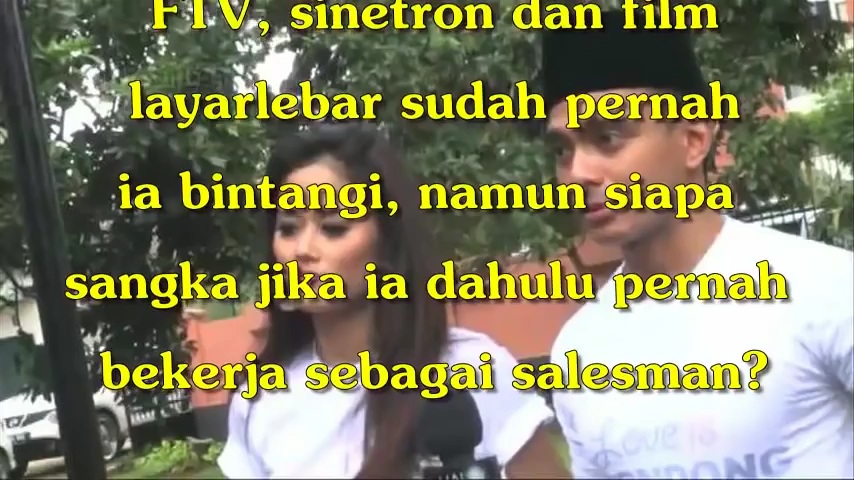 FTV, sinetron dan film
layarlebar sudah pernah
ia bintangi, namun siapa
sangka jika ia dahulu pernah
bekerja sebagai salesman?
Love is